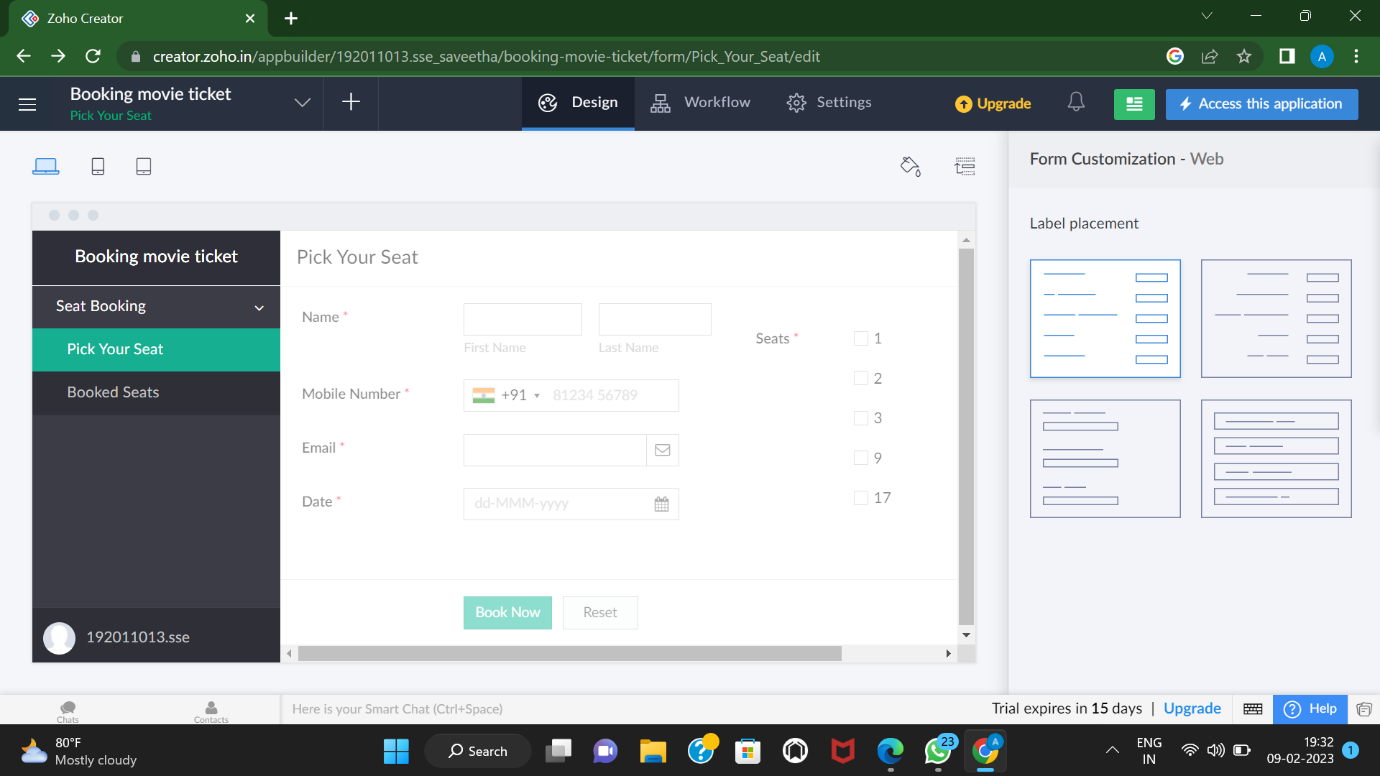 Zoho Creator
creator.zoho.in/appbuilder/192011013.sse_saveetha/booking-movie-ticket/form/Pick_Your_Seat/edit
A
Booking movie ticket
Pick Your Seat
Design
Workflow
Settings
Upgrade
Access this application
Form Customization - Web
Label placement
Booking movie ticket
Seat Booking
Pick Your Seat
Booked Seats
192011013.sse
Pick Your Seat
Name *
First Name
Last Name
Mobile Number *
+91
81234 56789
Email *
Date *
dd-MMM-yyyy
Seats *
1
2
3
9
17
Book Now
Reset
Chats
Contacts
Here is your Smart Chat (Ctrl+Space)
Trial expires in 15 days | Upgrade
Help
80°F
Mostly cloudy
Search
23
A
ENG
IN
19:32
09-02-2023
1